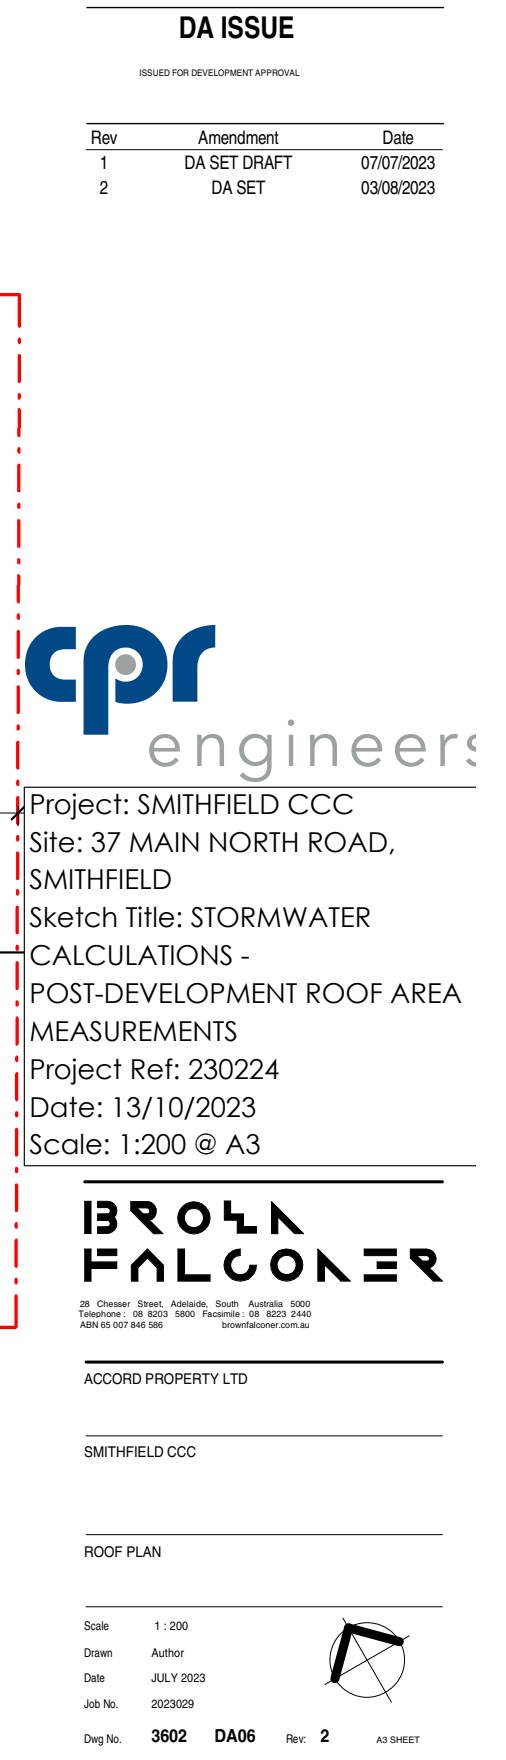 DA ISSUE
ISSUED FOR DEVELOPMENT APPROVAL
Rev Amendment Date
1 DA SET DRAFT 07/07/2023
2 DA SET 03/08/2023
cpr
engineers
Project: SMITHFIELD CCC
Site: 37 MAIN NORTH ROAD,
SMITHFIELD
Sketch Title: STORMWATER
CALCULATIONS -
POST-DEVELOPMENT ROOF AREA
MEASUREMENTS
Project Ref: 230224
Date: 13/10/2023
Scale: 1:200 @ A3
BROWN
FALCONER
28 Chesser Street, Adelaide, South Australia 5000
Telephone : 08 8203 5800 Facsimile : 08 8223 2440
ABN 65 007 846 586 brownfalconer.com.au
ACCORD PROPERTY LTD
SMITHFIELD CCC
ROOF PLAN
Scale 1 : 200
Drawn Author
Date JULY 2023
Job No. 2023029
Dwg No. 3602 DA06 Rev: 2 A3 SHEET